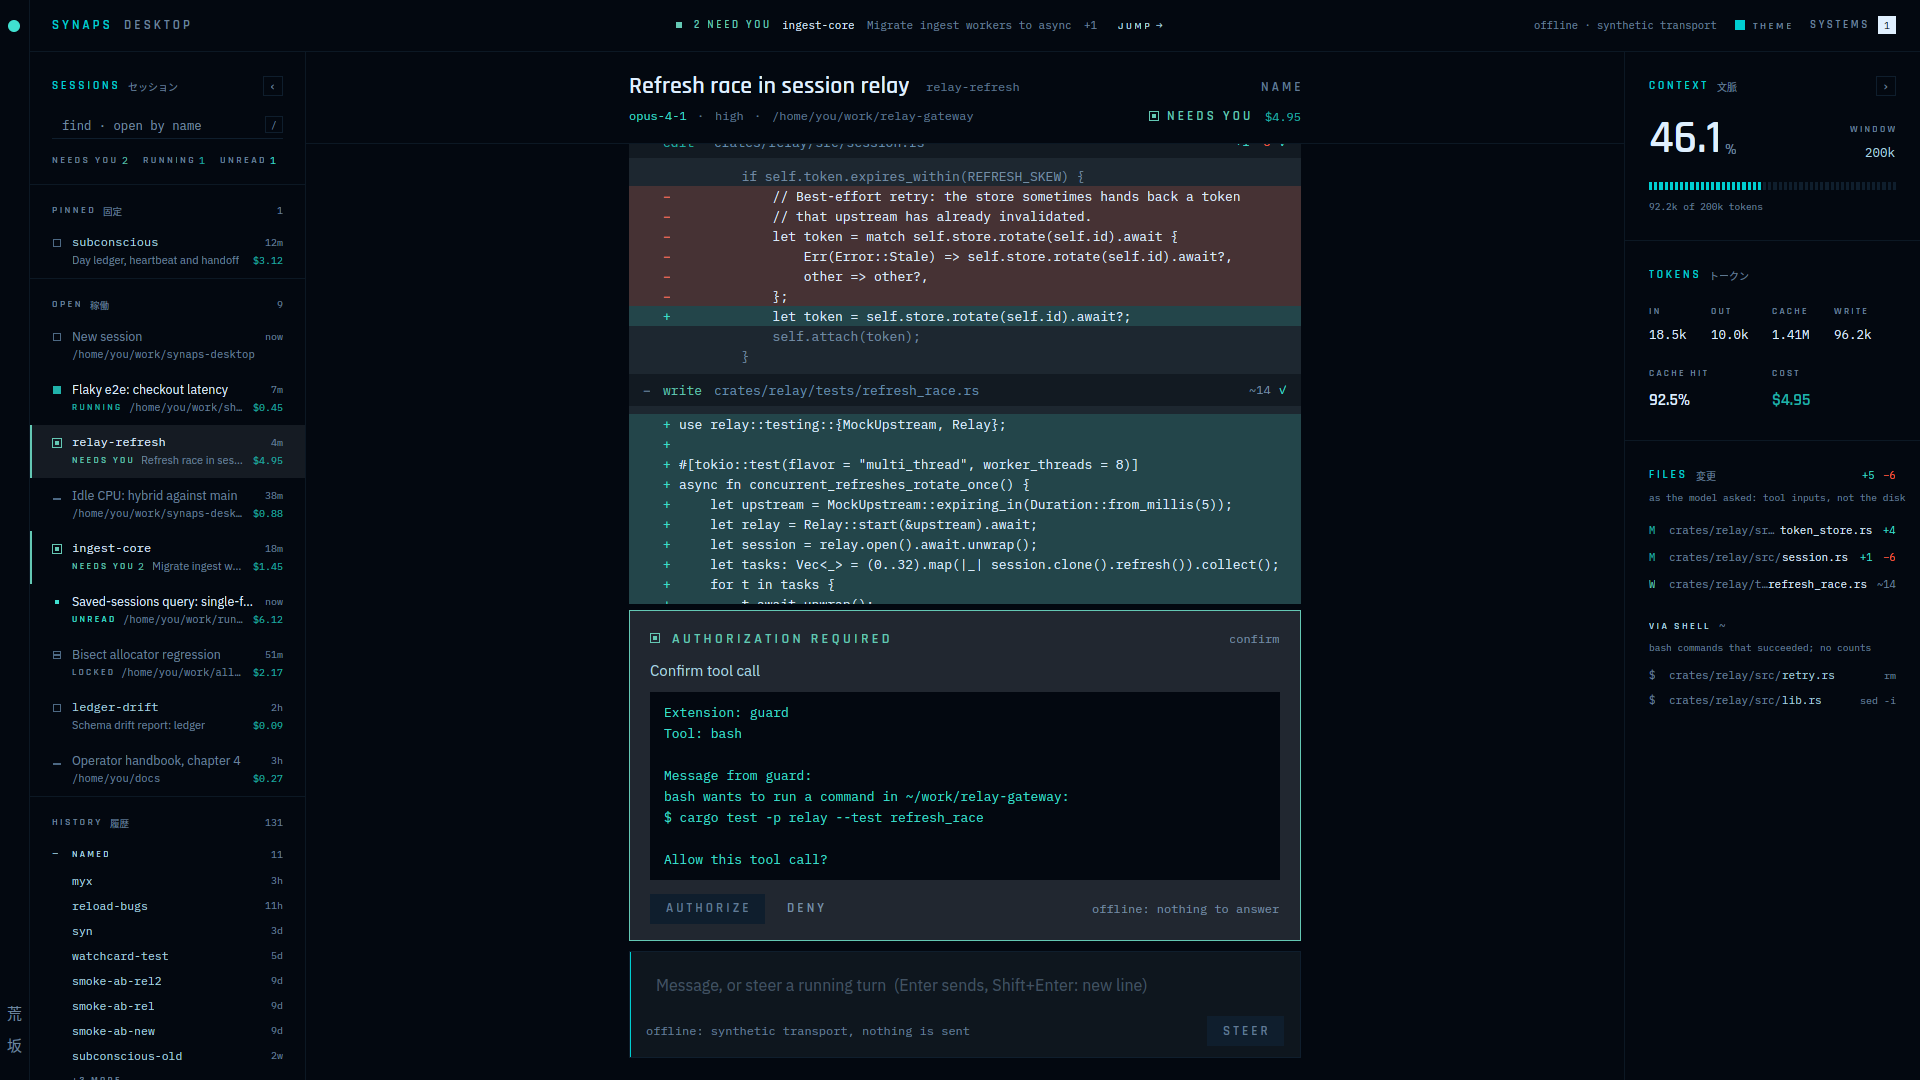 SYNAPS DESKTOP
2 NEED YOU ingest-core Migrate ingest workers to async +1 JUMP →
offline · synthetic transport THEME SYSTEMS 1
SESSIONS セッション ‹
find · open by name /
NEEDS YOU 2 RUNNING 1 UNREAD 1
PINNED 固定 1
subconscious 12m
Day ledger, heartbeat and handoff $3.12
OPEN 稼働 9
New session now
/home/you/work/synaps-desktop
Flaky e2e: checkout latency 7m
RUNNING /home/you/work/sh… $0.45
relay-refresh 4m
NEEDS YOU Refresh race in ses… $4.95
Idle CPU: hybrid against main 38m
/home/you/work/synaps-desk… $0.88
ingest-core 18m
NEEDS YOU 2 Migrate ingest w… $1.45
Saved-sessions query: single-f… now
UNREAD /home/you/work/run… $6.12
Bisect allocator regression 51m
LOCKED /home/you/work/all… $2.17
ledger-drift 2h
Schema drift report: ledger $0.09
Operator handbook, chapter 4 3h
/home/you/docs $0.27
HISTORY 履歴 131
− NAMED 11
myx 3h
reload-bugs 11h
syn 3d
watchcard-test 5d
smoke-ab-rel2 9d
smoke-ab-rel 9d
smoke-ab-new 9d
subconscious-old 2w
荒
坂
Refresh race in session relay relay-refresh NAME
opus-4-1 · high · /home/you/work/relay-gateway NEEDS YOU $4.95
edit crates/relay/src/session.rs +1 −6 √
if self.token.expires_within(REFRESH_SKEW) {
− // Best-effort retry: the store sometimes hands back a token
− // that upstream has already invalidated.
− let token = match self.store.rotate(self.id).await {
− Err(Error::Stale) => self.store.rotate(self.id).await?,
− other => other?,
− };
+ let token = self.store.rotate(self.id).await?;
self.attach(token);
}
− write crates/relay/tests/refresh_race.rs ~14 √
+ use relay::testing::{MockUpstream, Relay};
+
+ #[tokio::test(flavor = "multi_thread", worker_threads = 8)]
+ async fn concurrent_refreshes_rotate_once() {
+ let upstream = MockUpstream::expiring_in(Duration::from_millis(5));
+ let relay = Relay::start(&upstream).await;
+ let session = relay.open().await.unwrap();
+ let tasks: Vec<_> = (0..32).map(|_| session.clone().refresh()).collect();
+ for t in tasks {
+ t.await.unwrap();
AUTHORIZATION REQUIRED confirm
Confirm tool call
Extension: guard
Tool: bash
Message from guard:
bash wants to run a command in ~/work/relay-gateway:
$ cargo test -p relay --test refresh_race
Allow this tool call?
AUTHORIZE DENY offline: nothing to answer
Message, or steer a running turn (Enter sends, Shift+Enter: new line)
offline: synthetic transport, nothing is sent STEER
CONTEXT 文脈 ›
46.1% WINDOW
200k
92.2k of 200k tokens
TOKENS トークン
IN OUT CACHE WRITE
18.5k 10.0k 1.41M 96.2k
CACHE HIT COST
92.5% $4.95
FILES 変更 +5 −6
as the model asked: tool inputs, not the disk
M crates/relay/sr… token_store.rs +4
M crates/relay/src/session.rs +1 −6
W crates/relay/t…refresh_race.rs ~14
VIA SHELL ~
bash commands that succeeded; no counts
$ crates/relay/src/retry.rs rm
$ crates/relay/src/lib.rs sed -i